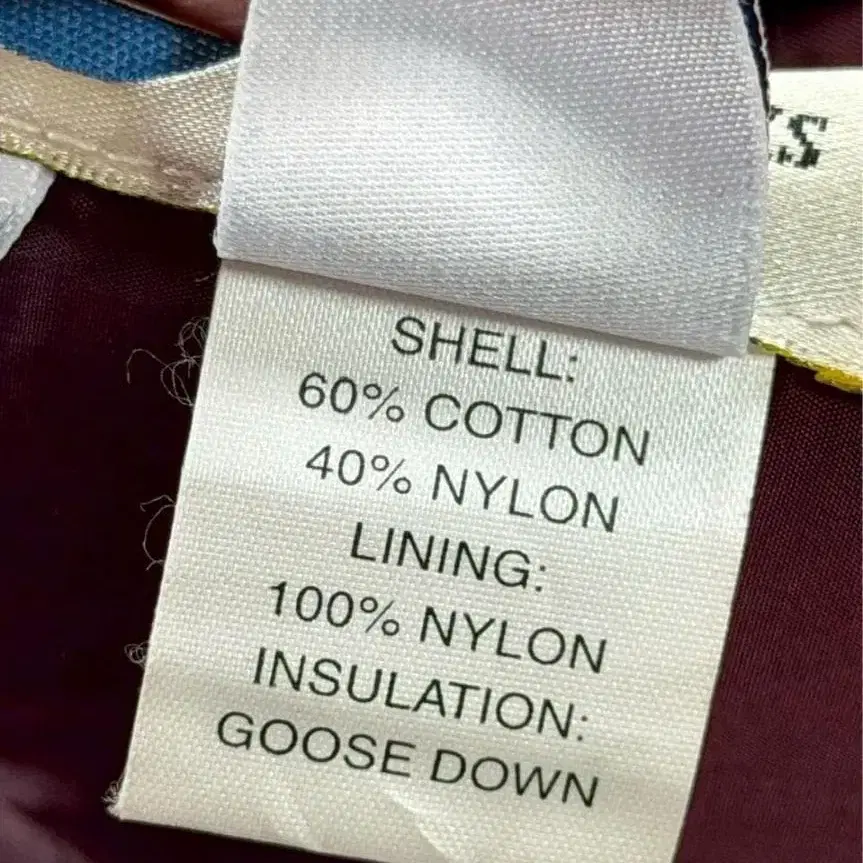 SHELL:
60% COTTON
40% NYLON
LINING:
100% NYLON
INSULATION:
GOOSE DOWN